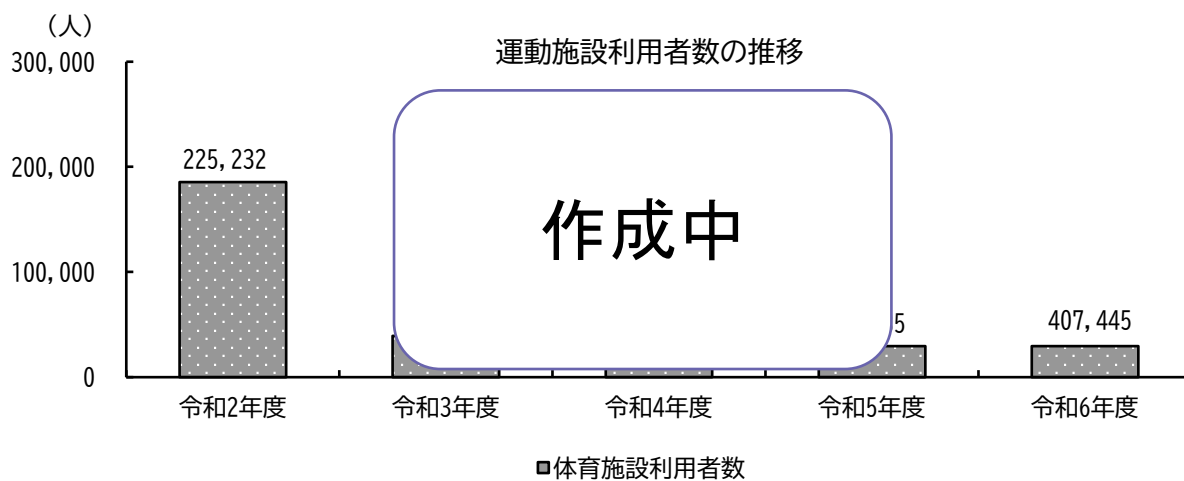 (人)
運動施設利用者数の推移
300,000
200,000
100,000
0
225,232
作成中
5
407,445
令和2年度
令和3年度
令和4年度
令和5年度
令和6年度
体育施設利用者数